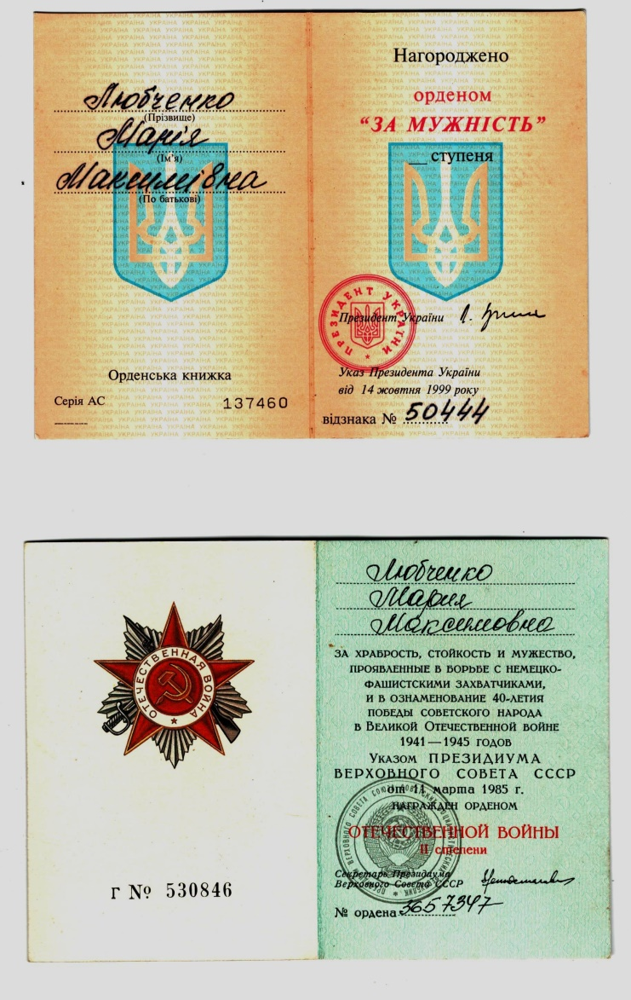 Любченко
(Прізвище)
Марія
(Ім'я)
Максимівна
(По батькові)
Орденська книжка
Серія АС 137460
Нагороджено
орденом
“ЗА МУЖНІСТЬ”
__ ступеня
ПРЕЗИДЕНТ УКРАЇНИ
Президент України
Указ Президента України
від 14 жовтня 1999 року
відзнака № 50444
ОТЕЧЕСТВЕННАЯ ВОЙНА
г № 530846
Любченко
Мария
Максимовна
ЗА ХРАБРОСТЬ, СТОЙКОСТЬ И МУЖЕСТВО,
ПРОЯВЛЕННЫЕ В БОРЬБЕ С НЕМЕЦКО-
ФАШИСТСКИМИ ЗАХВАТЧИКАМИ,
И В ОЗНАМЕНОВАНИЕ 40-ЛЕТИЯ
ПОБЕДЫ СОВЕТСКОГО НАРОДА
В ВЕЛИКОЙ ОТЕЧЕСТВЕННОЙ ВОЙНЕ
1941—1945 ГОДОВ
УКАЗОМ ПРЕЗИДИУМА
ВЕРХОВНОГО СОВЕТА СССР
от 11 марта 1985 г.
НАГРАЖДЕН ОРДЕНОМ
ОТЕЧЕСТВЕННОЙ ВОЙНЫ
II степени
Секретарь Президиума
Верховного Совета СССР
№ ордена 3657347